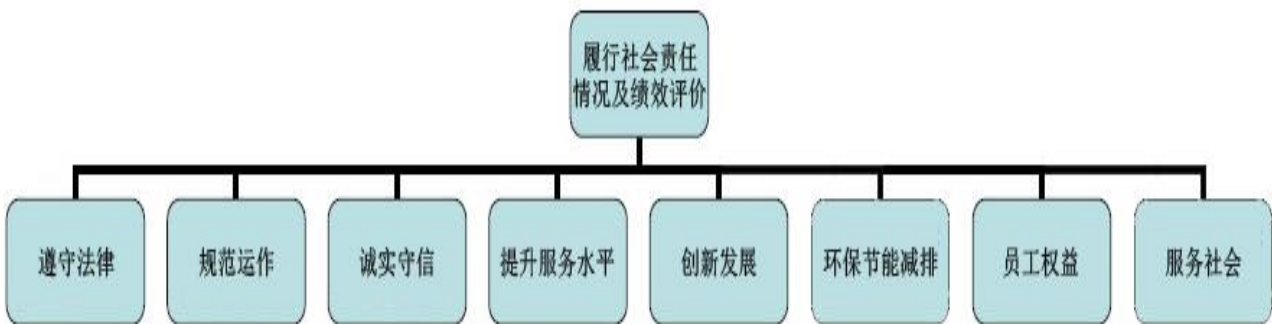 履行社会责任
情况及绩效评价
遵守法律
规范运作
诚实守信
提升服务水平
创新发展
环保节能减排
员工权益
服务社会